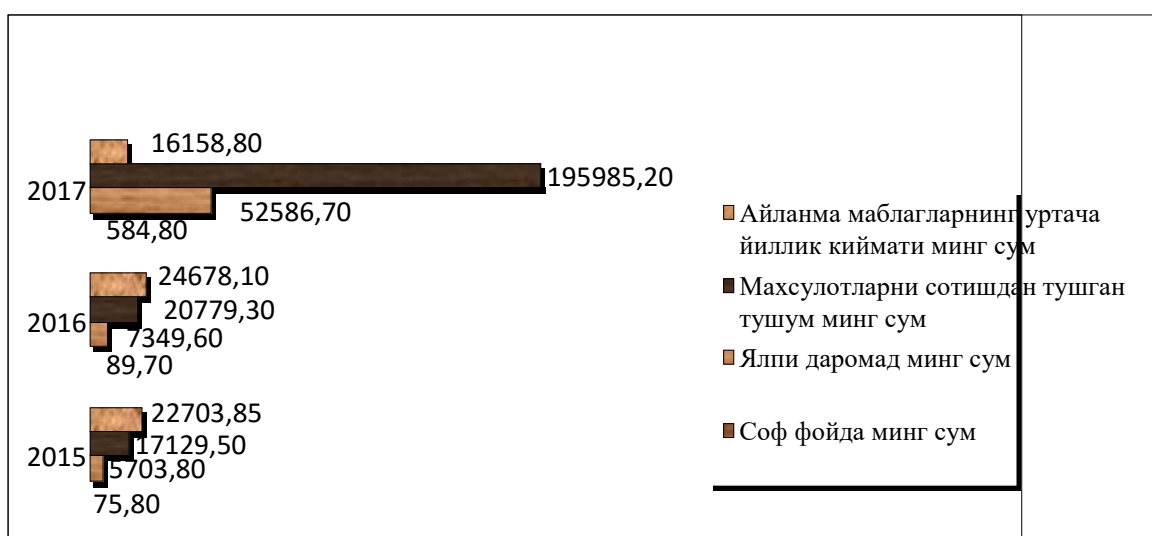 16158,80
195985,20
2017
52586,70
584,80
24678,10
20779,30
2016
7349,60
89,70
22703,85
17129,50
2015
5703,80
75,80
Айланма маблагларнинг уртача
йиллик киймати минг сум
Махсулотларни сотишдан тушган
тушум минг сум
Ялпи даромад минг сум
Соф фойда минг сум